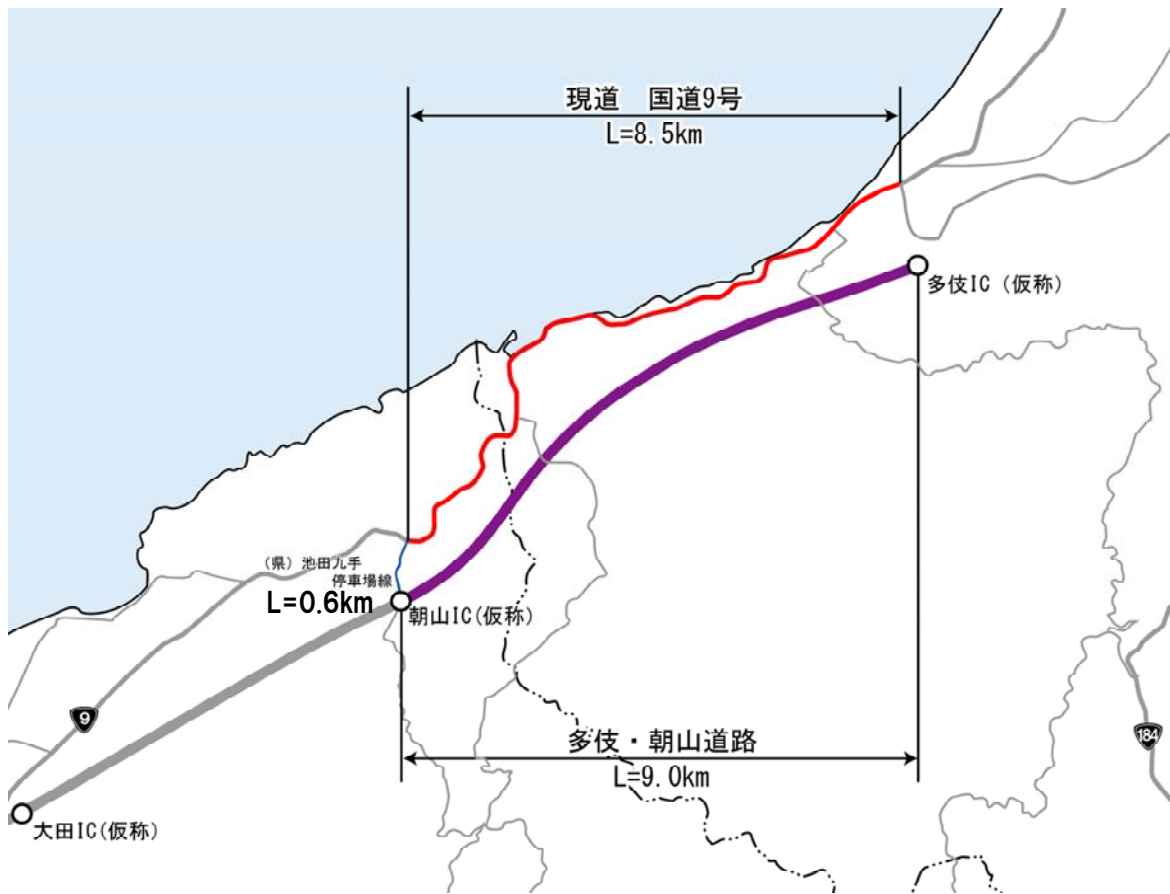 現道　国道9号
L=8.5km
多伎IC（仮称）
（県）池田九手
停車場線
L=0.6km
朝山IC(仮称)
9
184
多伎・朝山道路
L=9.0km
大田IC(仮称)